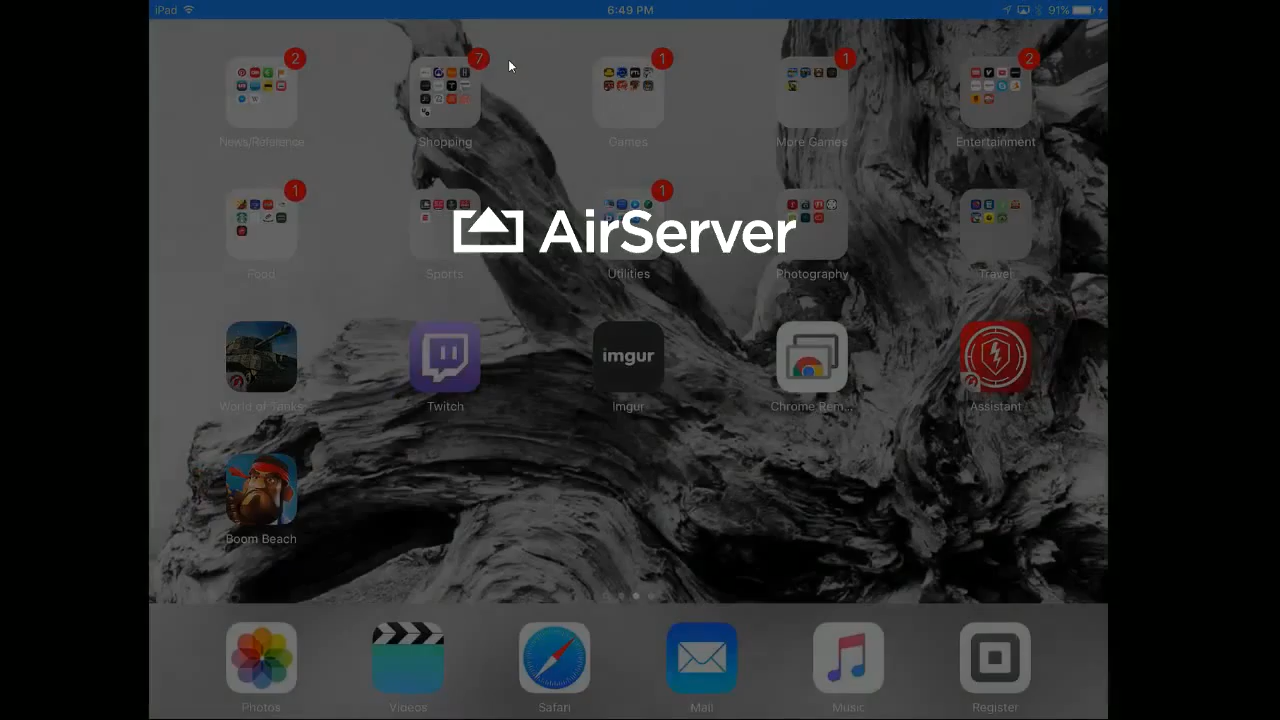 iPad 6:49 PM 91%
2 7 1 1 2
News/Reference Shopping Games More Games Entertainment
1 1
AirServer
Food Sports Utilities Photography Travel
imgur
World of Tanks Twitch Imgur Chrome Rem... Assistant
Boom Beach
Photos Videos Safari Mail Music Register